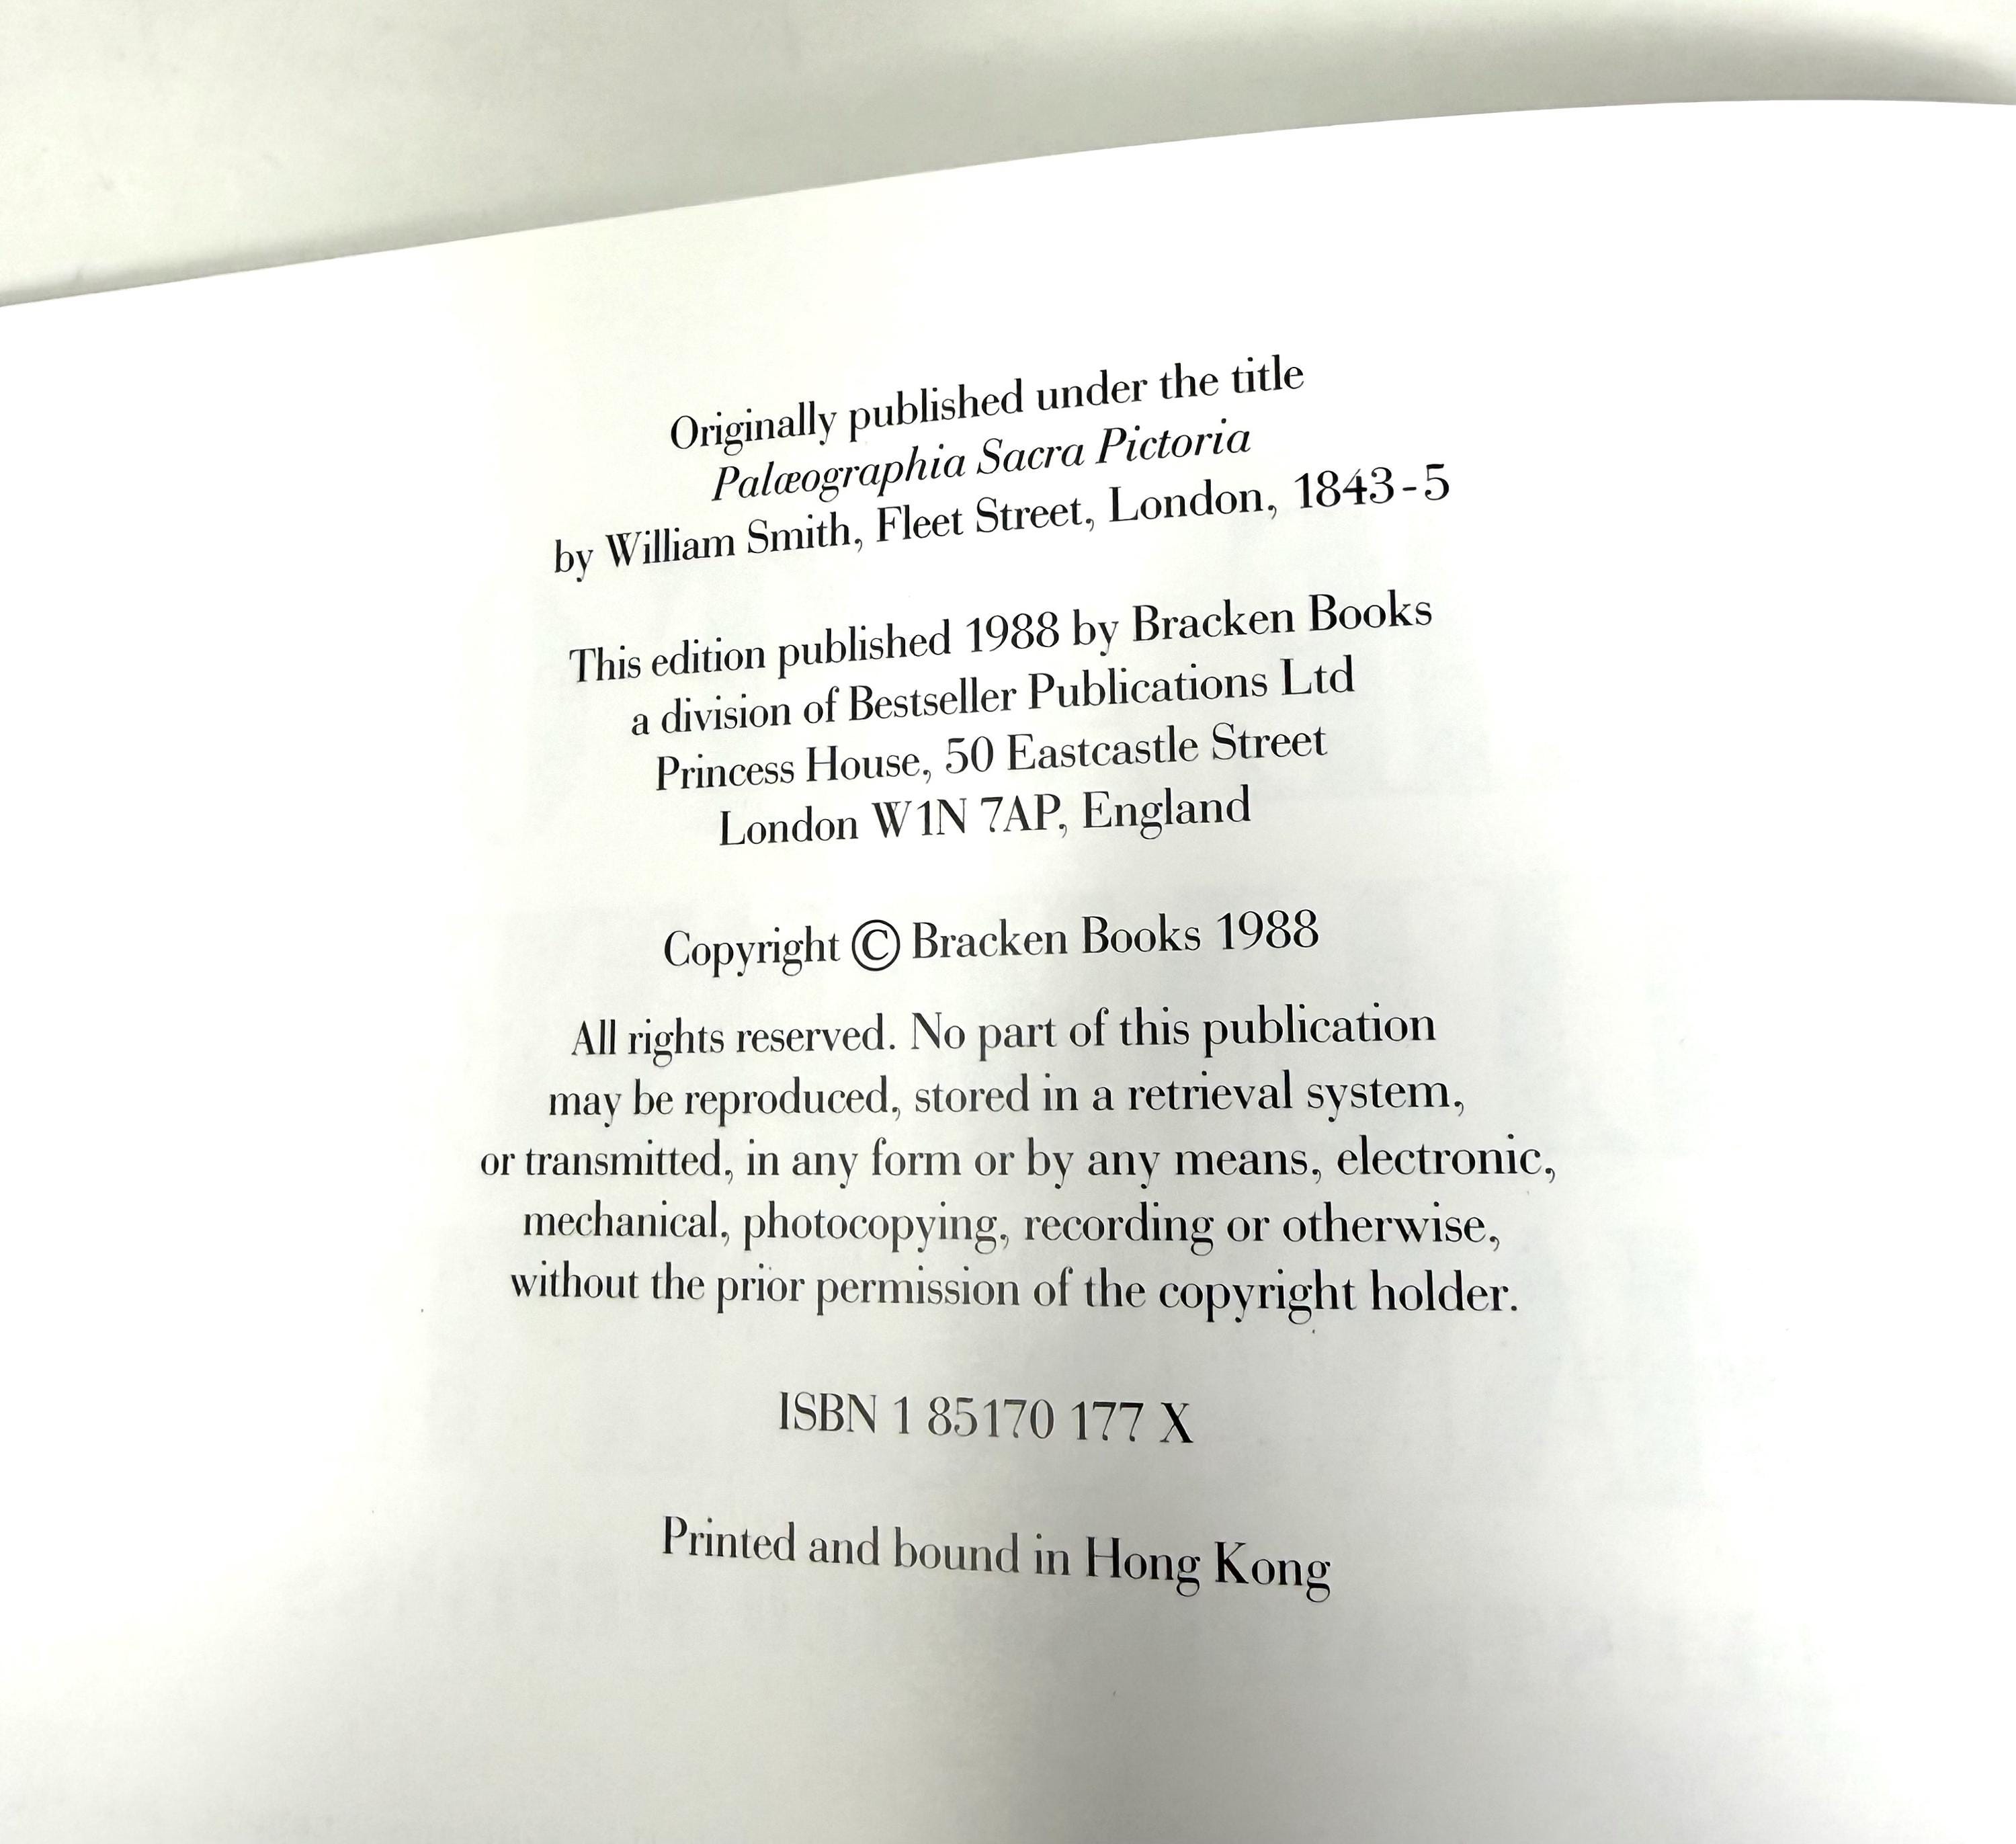 Originally published under the title
Palæographia Sacra Pictoria
by William Smith, Fleet Street, London, 1843-5
This edition published 1988 by Bracken Books
a division of Bestseller Publications Ltd
Princess House, 50 Eastcastle Street
London W1N 7AP, England
Copyright © Bracken Books 1988
All rights reserved. No part of this publication
may be reproduced, stored in a retrieval system,
or transmitted, in any form or by any means, electronic,
mechanical, photocopying, recording or otherwise,
without the prior permission of the copyright holder.
ISBN 1 85170 177 X
Printed and bound in Hong Kong